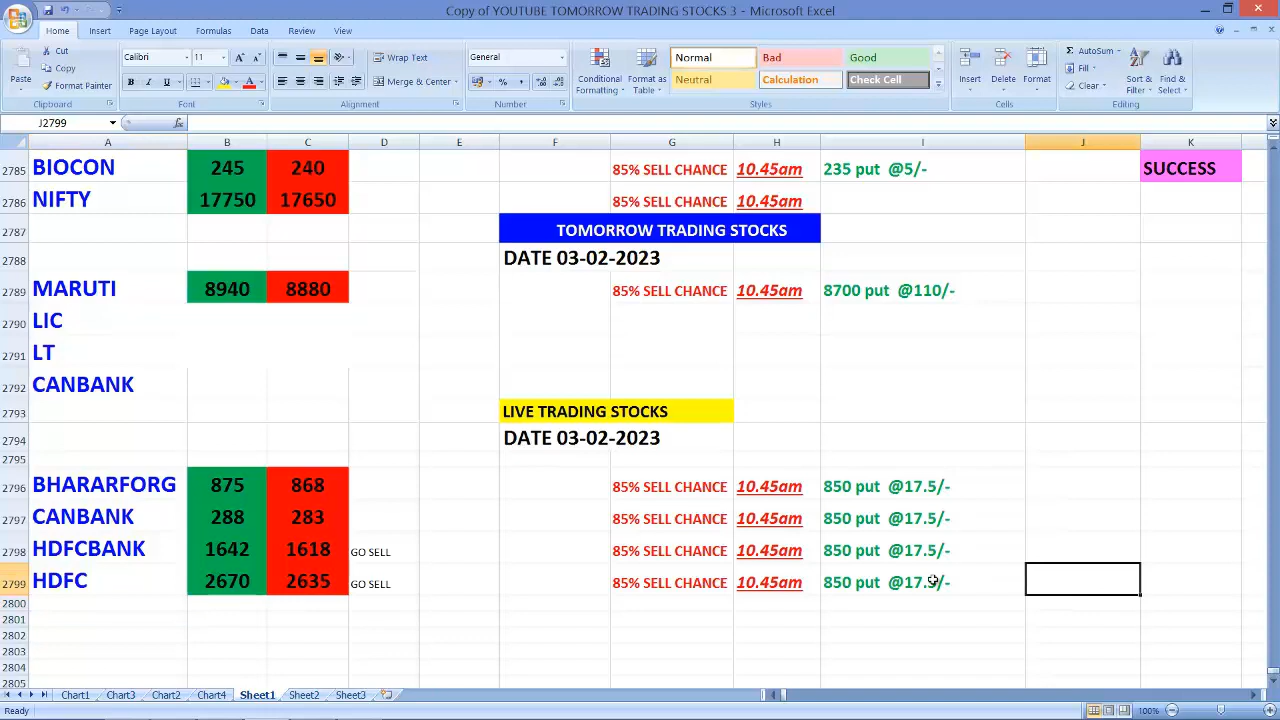 Copy of YOUTUBE TOMORROW TRADING STOCKS 3 - Microsoft Excel
Home Insert Page Layout Formulas Data Review View
Paste Cut Calibri 11 Wrap Text General Conditional Formatting Format as Table Normal Bad Good Insert Delete Format AutoSum Sort & Filter Find & Select
Copy Fill
Format Painter B I U Merge & Center % , Neutral Calculation Check Cell Clear
Clipboard Font Alignment Number Styles Cells Editing
J2799 fx
A B C D E F G H I J K
2785 BIOCON 245 240 85% SELL CHANCE 10.45am 235 put @5/- SUCCESS
2786 NIFTY 17750 17650 85% SELL CHANCE 10.45am
2787 TOMORROW TRADING STOCKS
2788 DATE 03-02-2023
2789 MARUTI 8940 8880 85% SELL CHANCE 10.45am 8700 put @110/-
2790 LIC
2791 LT
2792 CANBANK
2793 LIVE TRADING STOCKS
2794 DATE 03-02-2023
2795
2796 BHARARFORG 875 868 85% SELL CHANCE 10.45am 850 put @17.5/-
2797 CANBANK 288 283 85% SELL CHANCE 10.45am 850 put @17.5/-
2798 HDFCBANK 1642 1618 GO SELL 85% SELL CHANCE 10.45am 850 put @17.5/-
2799 HDFC 2670 2635 GO SELL 85% SELL CHANCE 10.45am 850 put @17.5/-
2800
2801
2802
2803
2804
2805
Chart1 Chart3 Chart2 Chart4 Sheet1 Sheet2 Sheet3
Ready 100%